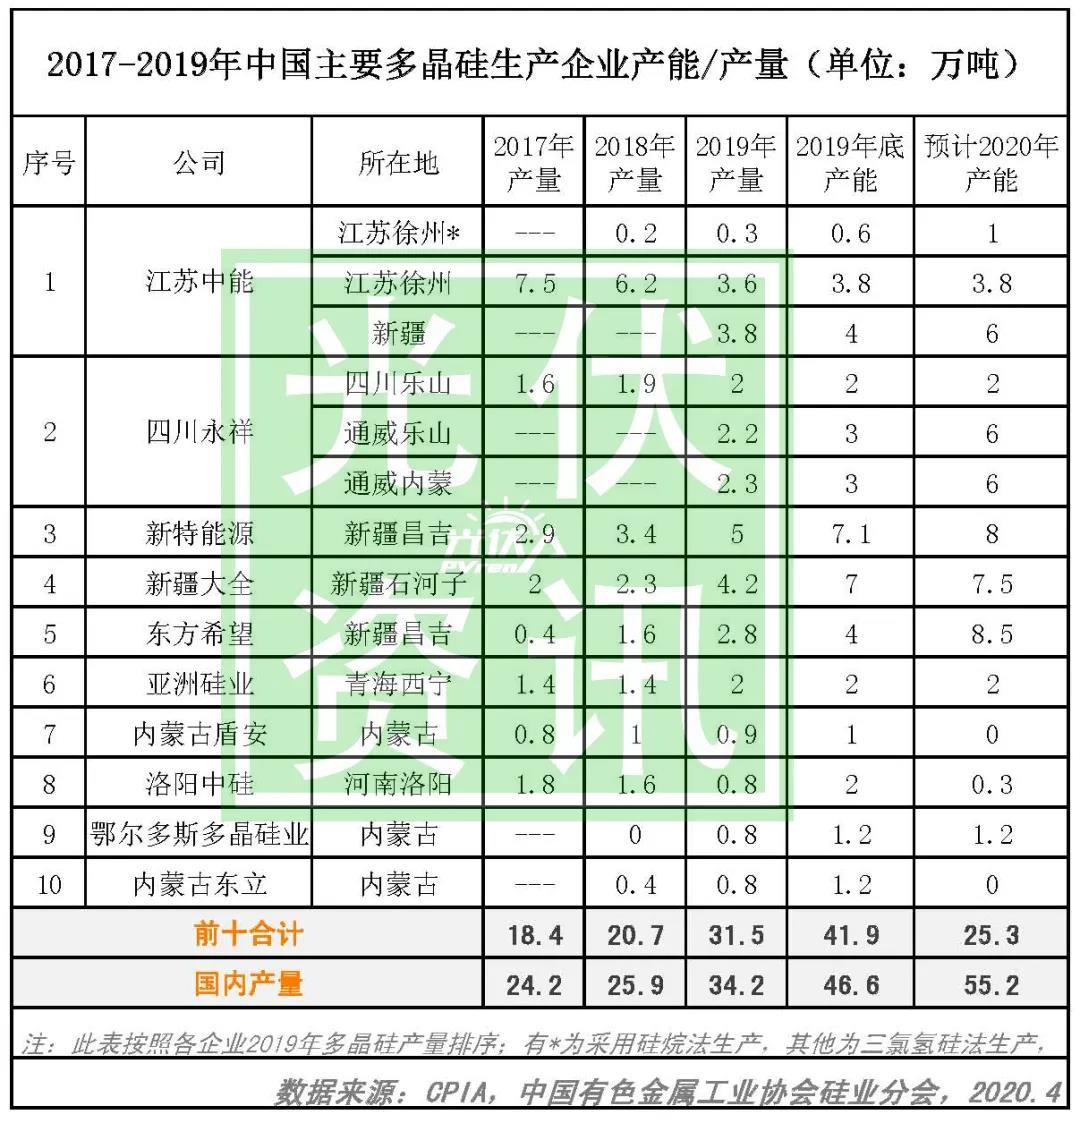 2017-2019年中国主要多晶硅生产企业产能/产量（单位：万吨）
序号 公司 所在地 2017年产量 2018年产量 2019年产量 2019年底产能 预计2020年产能
1 江苏中能 江苏徐州* --- 0.2 0.3 0.6 1
江苏徐州 7.5 6.2 3.6 3.8 3.8
新疆 --- --- 3.8 4 6
2 四川永祥 四川乐山 1.6 1.9 2 2 2
通威乐山 --- --- 2.2 3 6
通威内蒙 --- --- 2.3 3 6
3 新特能源 新疆昌吉 2.9 3.4 5 7.1 8
4 新疆大全 新疆石河子 2 2.3 4.2 7 7.5
5 东方希望 新疆昌吉 0.4 1.6 2.8 4 8.5
6 亚洲硅业 青海西宁 1.4 1.4 2 2 2
7 内蒙古盾安 内蒙古 0.8 1 0.9 1 0
8 洛阳中硅 河南洛阳 1.8 1.6 0.8 2 0.3
9 鄂尔多斯多晶硅业 内蒙古 --- 0 0.8 1.2 1.2
10 内蒙古东立 内蒙古 --- 0.4 0.8 1.2 0
前十合计 18.4 20.7 31.5 41.9 25.3
国内产量 24.2 25.9 34.2 46.6 55.2
注：此表按照各企业2019年多晶硅产量排序；有*为采用硅烷法生产，其他为三氯氢硅法生产，
数据来源：CPIA，中国有色金属工业协会硅业分会，2020.4
光伏
资讯
光伏人
PVren